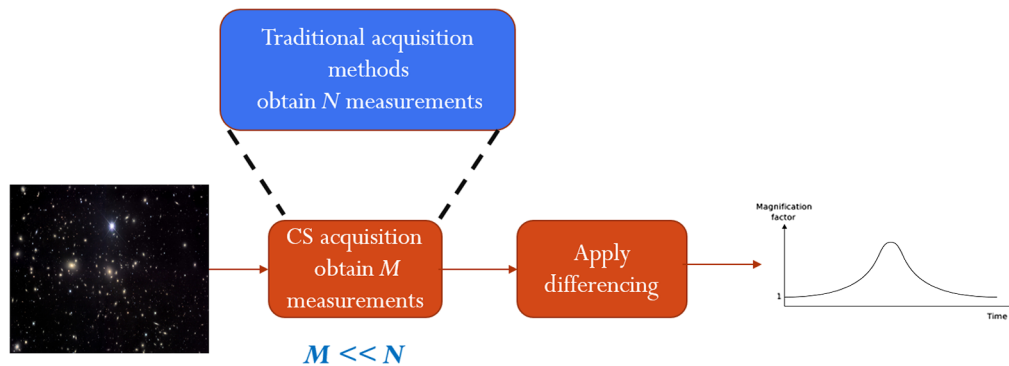 Traditional acquisition
methods
obtain N measurements
CS acquisition
obtain M
measurements
M << N
Apply
differencing
Magnification
factor
1
Time